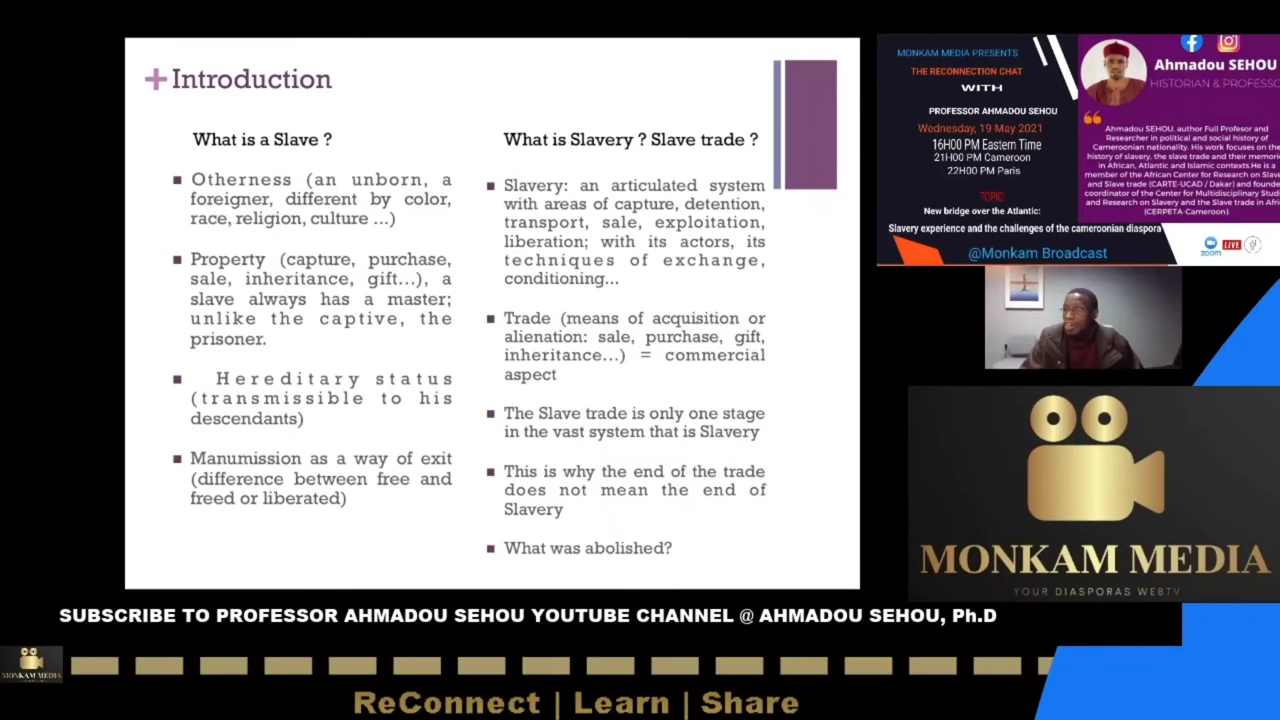 Introduction
What is a Slave ?
Otherness (an unborn, a
foreigner, different by color,
race, religion, culture ...)
Property (capture, purchase,
sale, inheritance, gift...), a
slave always has a master;
unlike the captive, the
prisoner.
Hereditary status
(transmissible to his
descendants)
Manumission as a way of exit
(difference between free and
freed or liberated)
What is Slavery ? Slave trade ?
Slavery: an articulated system
with areas of capture, detention,
transport, sale, exploitation,
liberation; with its actors, its
techniques of exchange,
conditioning...
Trade (means of acquisition or
alienation: sale, purchase, gift,
inheritance...) = commercial
aspect
The Slave trade is only one stage
in the vast system that is Slavery
This is why the end of the trade
does not mean the end of
Slavery
What was abolished?
MONKAM MEDIA PRESENTS
THE RECONNECTION CHAT
WITH
PROFESSOR AHMADOU SEHOU
Wednesday, 19 May 2021
16H00 PM Eastern Time
21H00 PM Cameroon
22H00 PM Paris
TOPIC:
New bridge over the Atlantic:
Slavery experience and the challenges of the cameroonian diaspora
@Monkam Broadcast
Ahmadou SEHOU
HISTORIAN & PROFESSO
Ahmadou SEHOU, author Full Profesor and
Researcher in political and social history of
Cameroonian nationality. His work focuses on the
history of slavery, the slave trade and their memori
in African, Atlantic and Islamic contexts.He is a
member of the African Center for Research on Slave
and Slave trade (CARTE-UCAD / Dakar) and founde
coordinator of the Center for Multidisciplinary Studi
and Research on Slavery and the Slave trade in Afri
(CERPETA-Cameroon).
zoom
LIVE
MONKAM MEDIA
YOUR DIASPORAS WEBTV
SUBSCRIBE TO PROFESSOR AHMADOU SEHOU YOUTUBE CHANNEL @ AHMADOU SEHOU, Ph.D
MONKAM MEDIA
ReConnect | Learn | Share